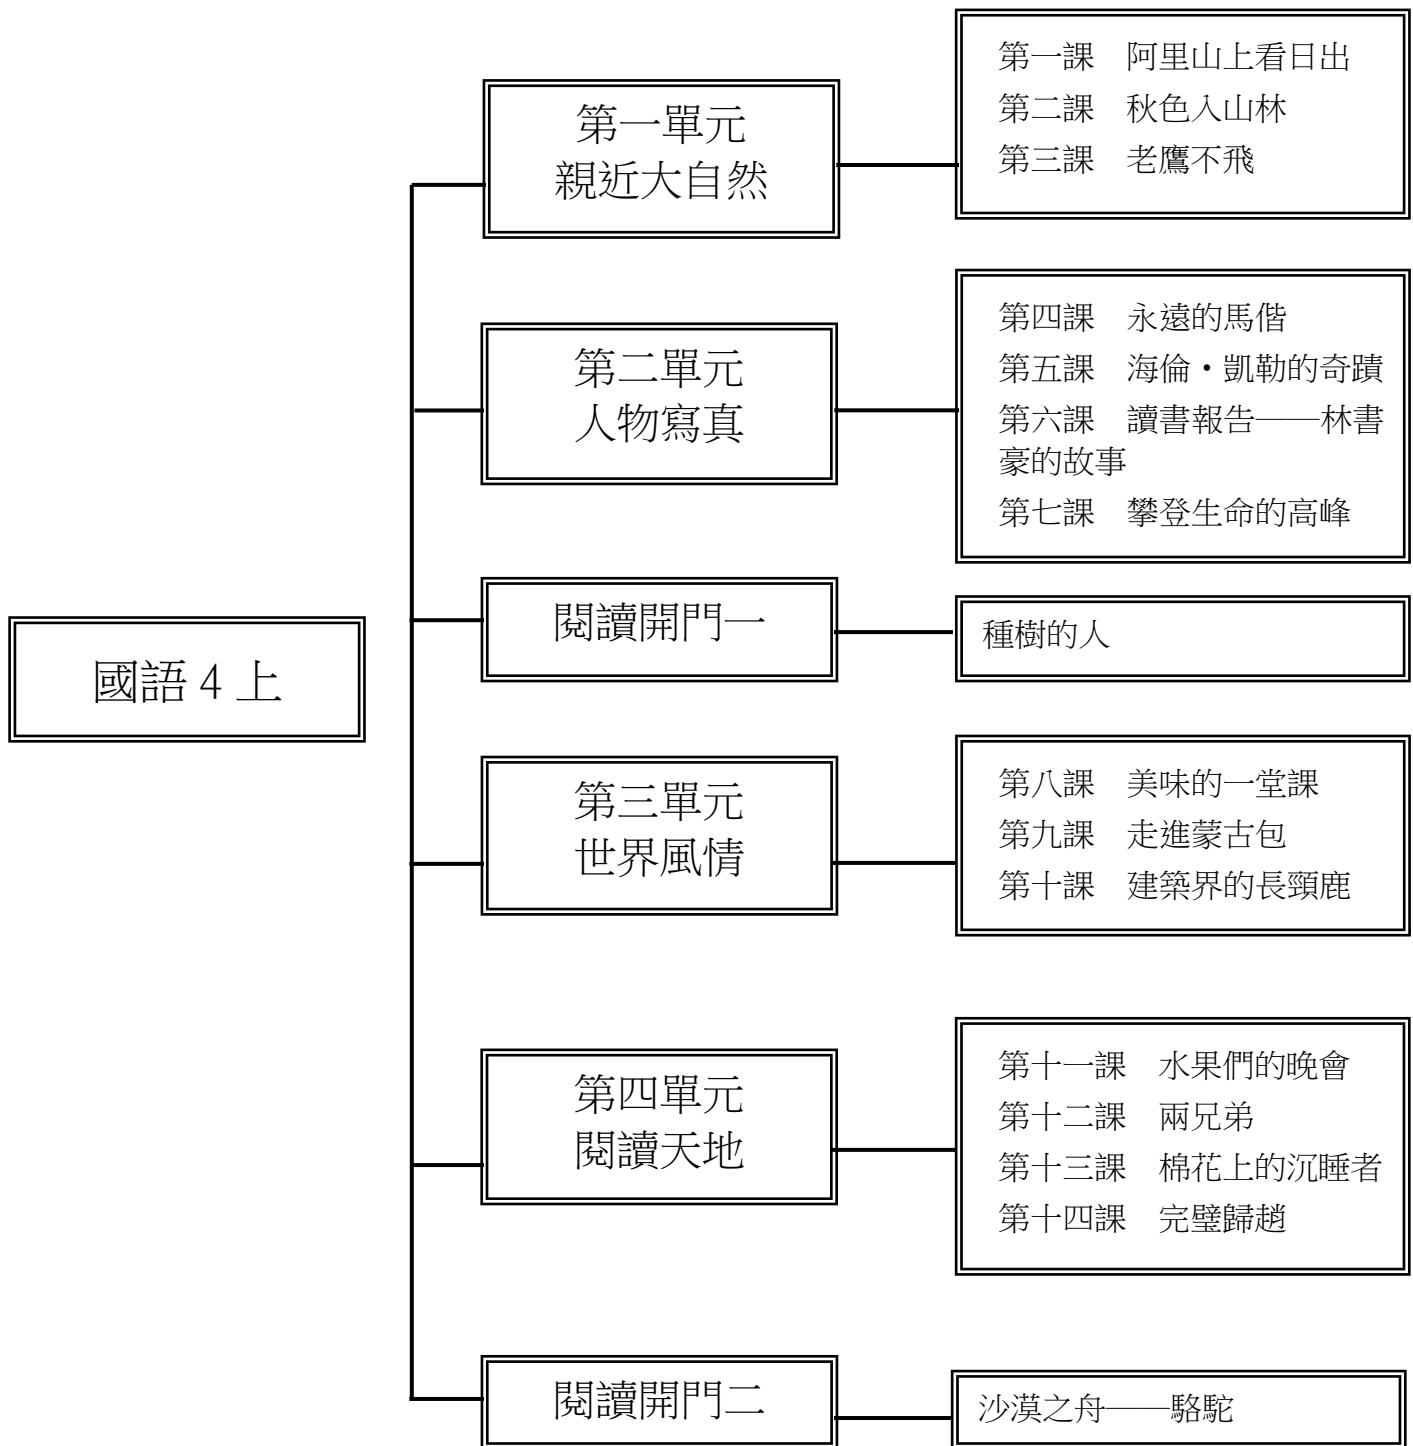 國語 4 上
第一單元
親近大自然
第一課　阿里山上看日出
第二課　秋色入山林
第三課　老鷹不飛
第二單元
人物寫真
第四課　永遠的馬偕
第五課　海倫・凱勒的奇蹟
第六課　讀書報告——林書
豪的故事
第七課　攀登生命的高峰
閱讀開門一
種樹的人
第三單元
世界風情
第八課　美味的一堂課
第九課　走進蒙古包
第十課　建築界的長頸鹿
第四單元
閱讀天地
第十一課　水果們的晚會
第十二課　兩兄弟
第十三課　棉花上的沉睡者
第十四課　完璧歸趙
閱讀開門二
沙漠之舟——駱駝